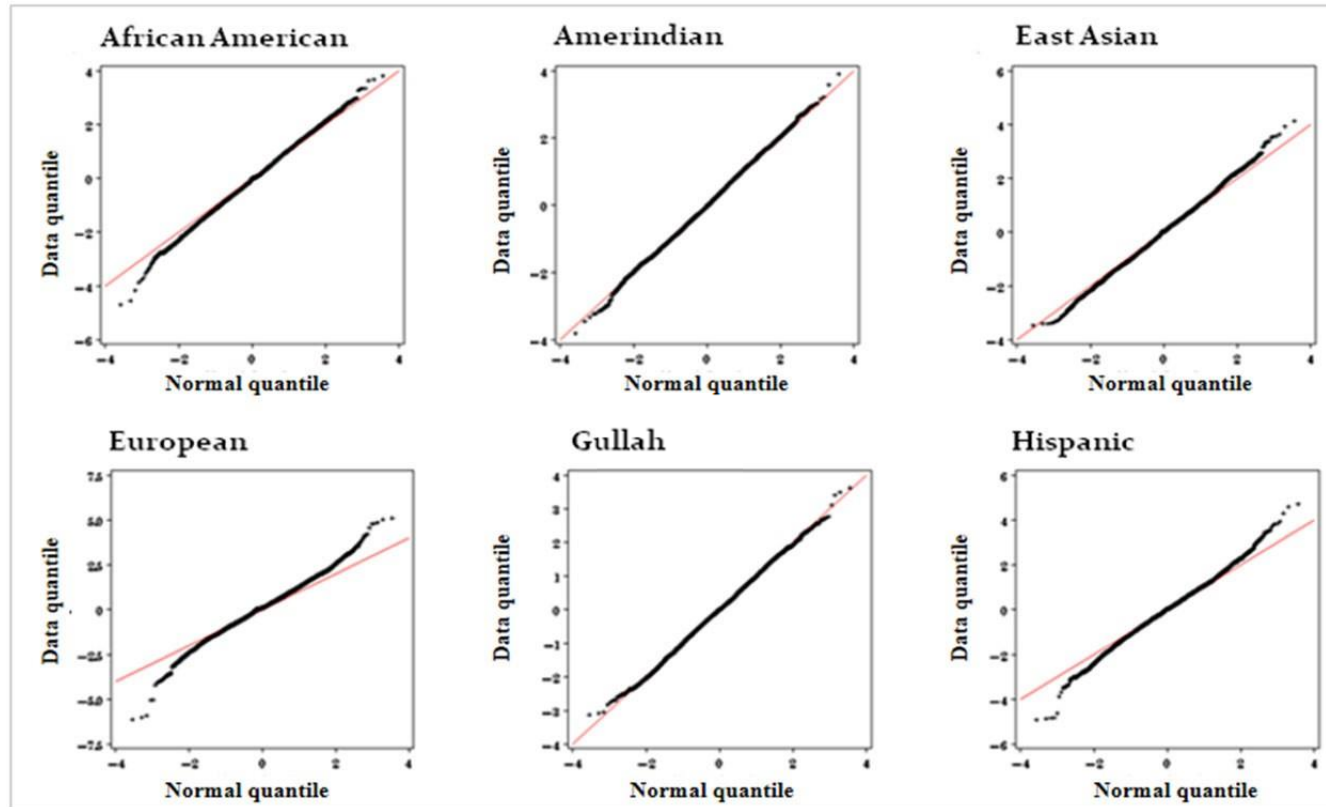 African American
Amerindian
East Asian
4
2
0
−2
−4
−6
Data quantile
−4 −2 0 2 4
Normal quantile
4
2
0
−2
−4
Data quantile
−4 −2 0 2 4
Normal quantile
6
4
2
0
−2
−4
Data quantile
−4 −2 0 2 4
Normal quantile
European
Gullah
Hispanic
7.5
5.0
2.5
0
−2.5
−5.0
−7.5
Data quantile
−4 −2 0 2 4
Normal quantile
4
3
2
1
0
−1
−2
−3
−4
Data quantile
−4 −2 0 2 4
Normal quantile
6
4
2
0
−2
−4
−6
Data quantile
−4 −2 0 2 4
Normal quantile